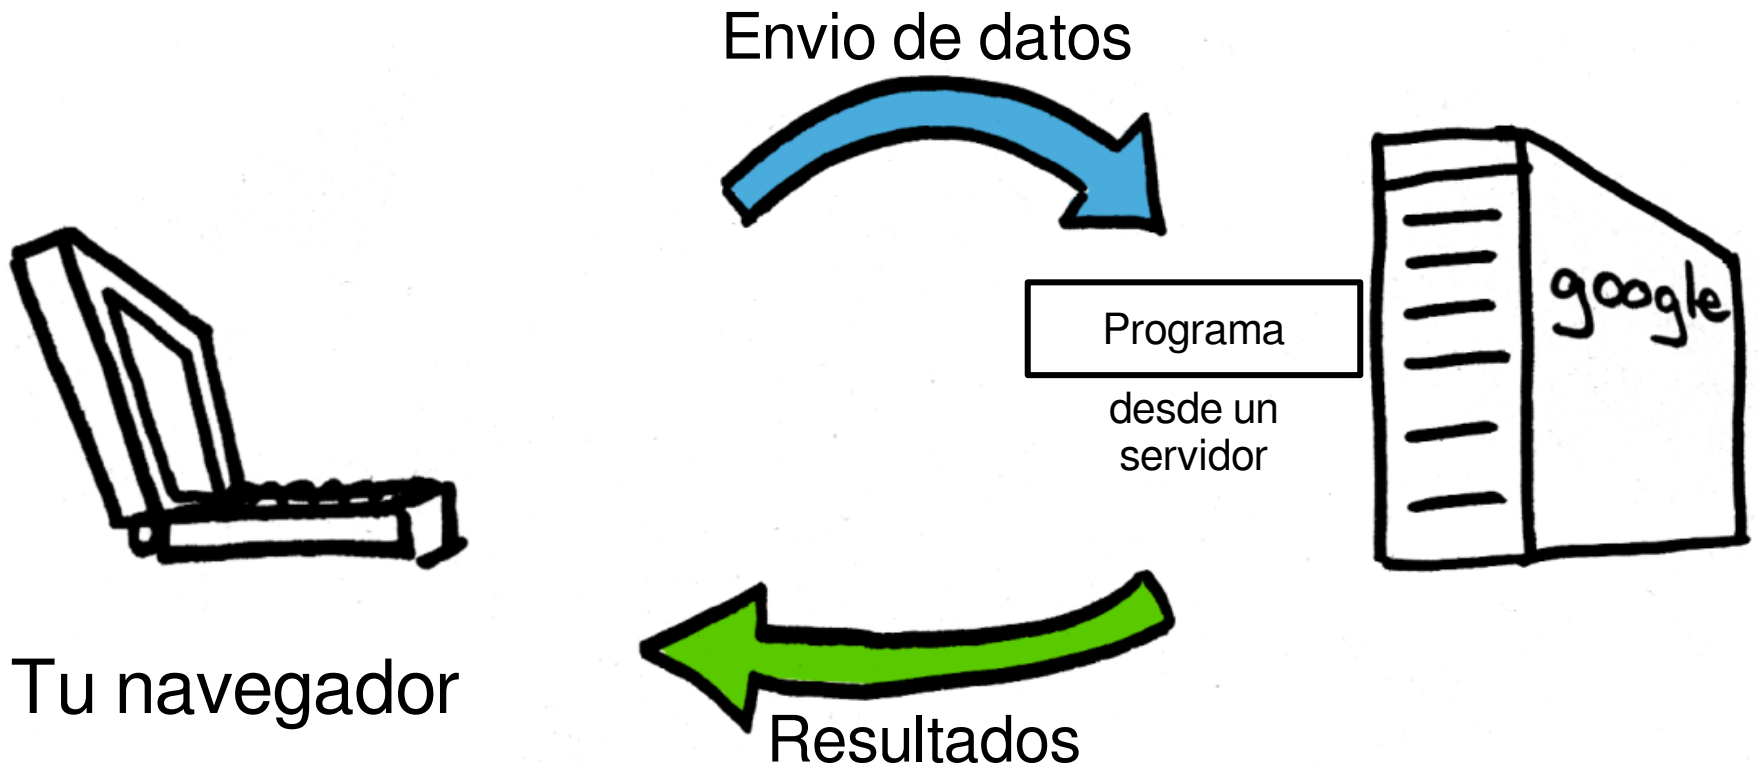 Envio de datos
google
Programa
desde un
servidor
Tu navegador
Resultados